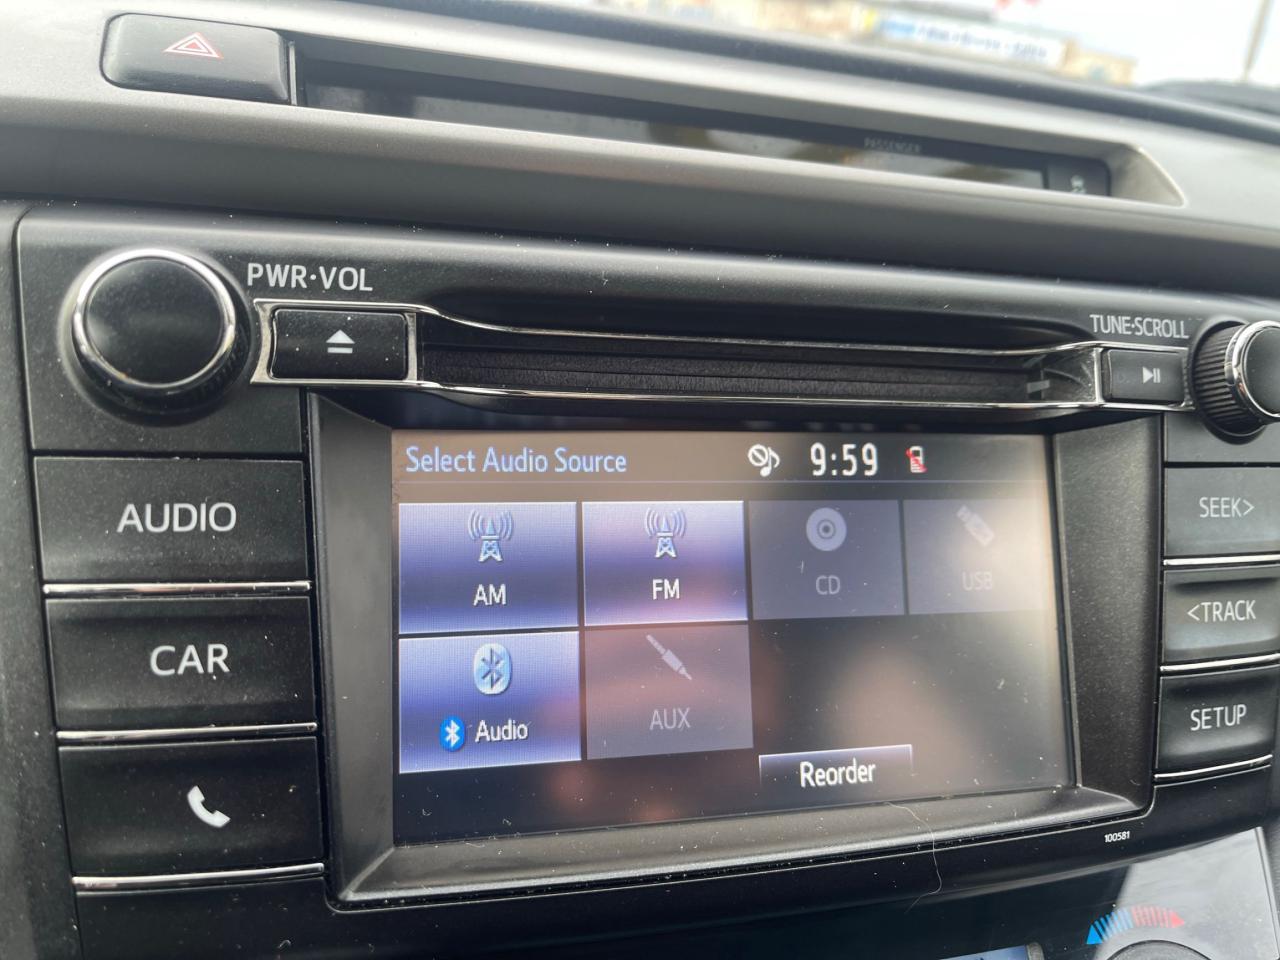 PASSENGER
PWR·VOL
TUNE·SCROLL
Select Audio Source
9:59
AUDIO
SEEK>
AM
FM
CD
USB
CAR
<TRACK
Audio
AUX
SETUP
Reorder
100581